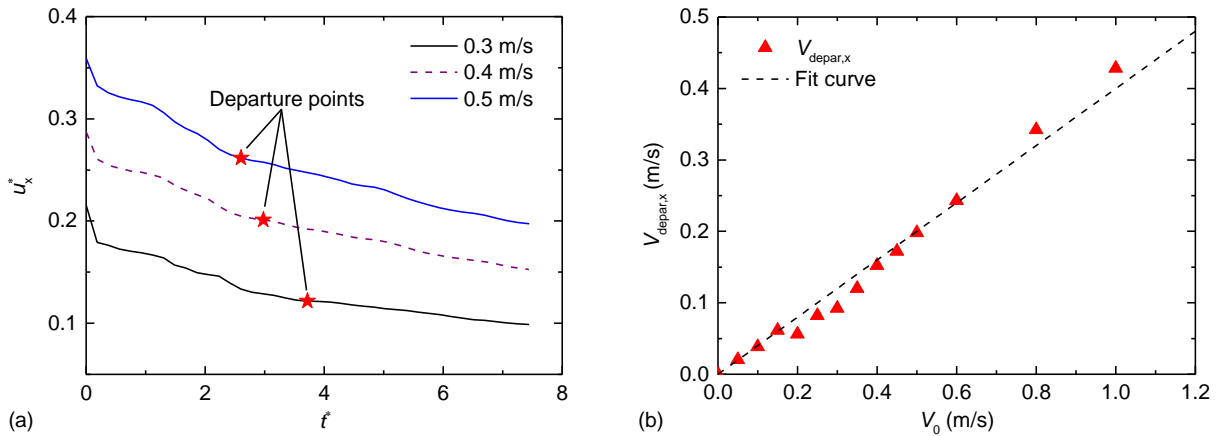 0.4
0.3
0.2
0.1
0 2 4 6 8
u*x
t*
0.3 m/s
0.4 m/s
0.5 m/s
Departure points
(a)
0.5
0.4
0.3
0.2
0.1
0.0
0.0 0.2 0.4 0.6 0.8 1.0 1.2
Vdepar,x (m/s)
V0 (m/s)
Vdepar,x
Fit curve
(b)